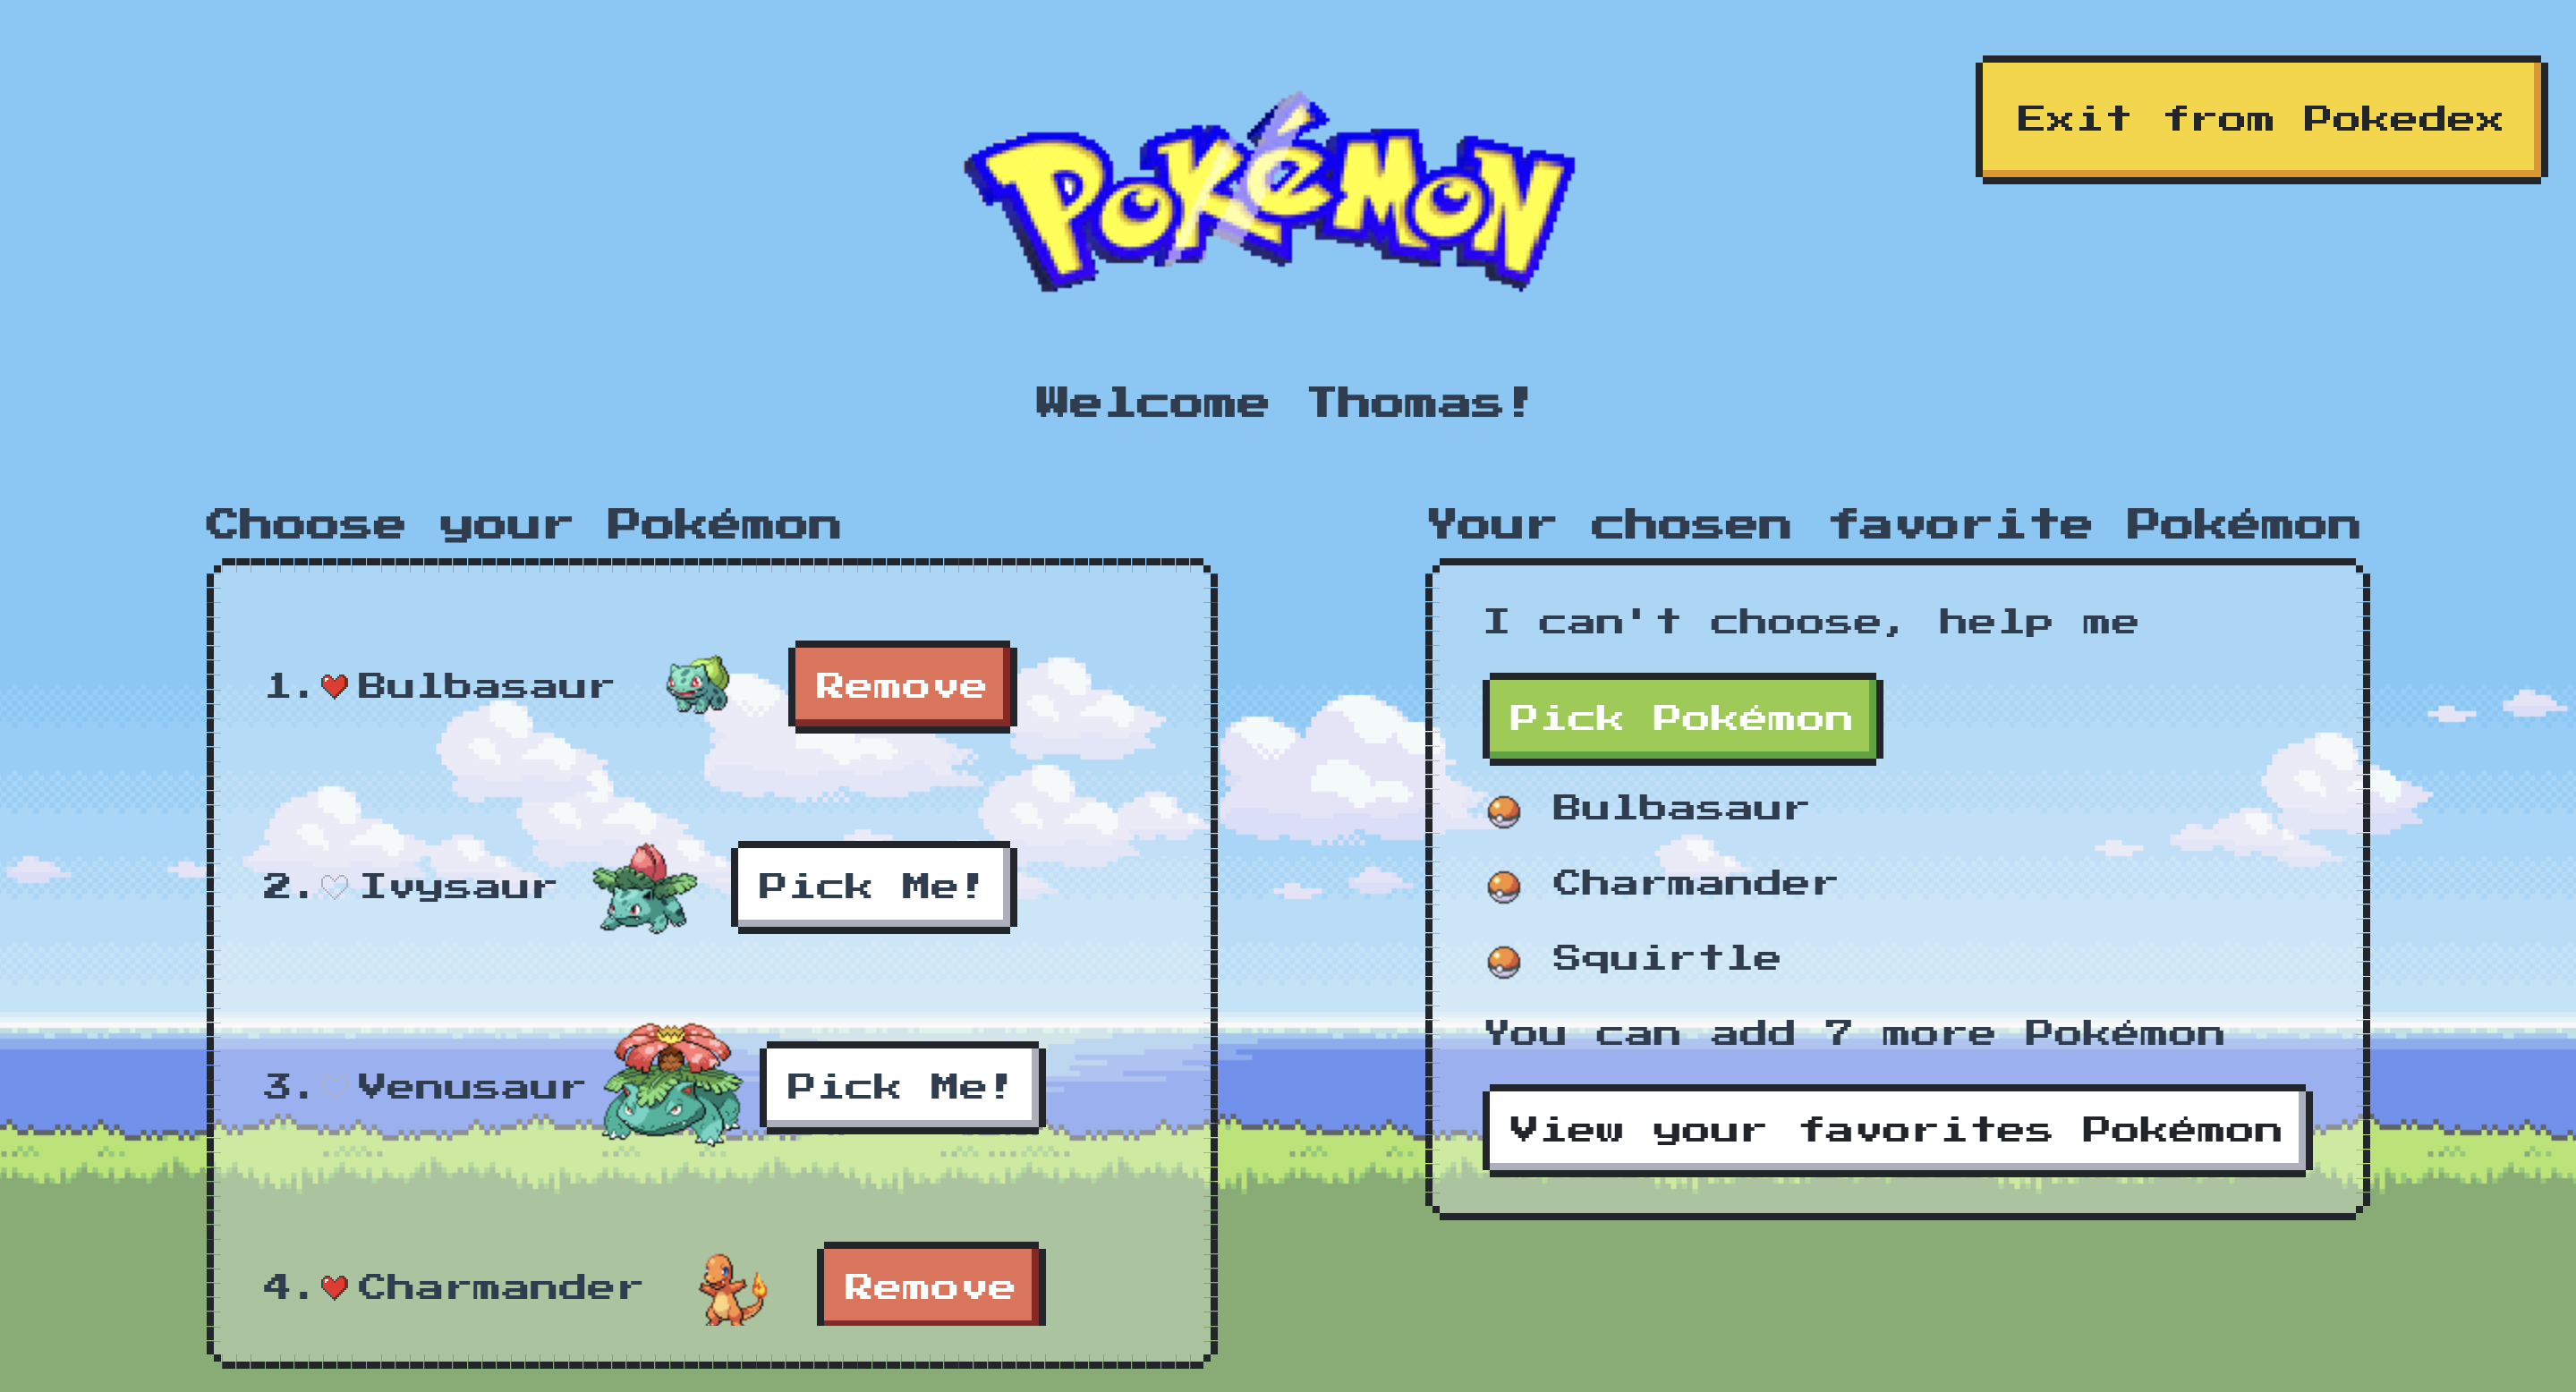 POKéMON
Exit from Pokedex
Welcome Thomas!
Choose your Pokémon
1. Bulbasaur Remove
2. Ivysaur Pick Me!
3. Venusaur Pick Me!
4. Charmander Remove
Your chosen favorite Pokémon
I can't choose, help me
Pick Pokémon
Bulbasaur
Charmander
Squirtle
You can add 7 more Pokémon
View your favorites Pokémon